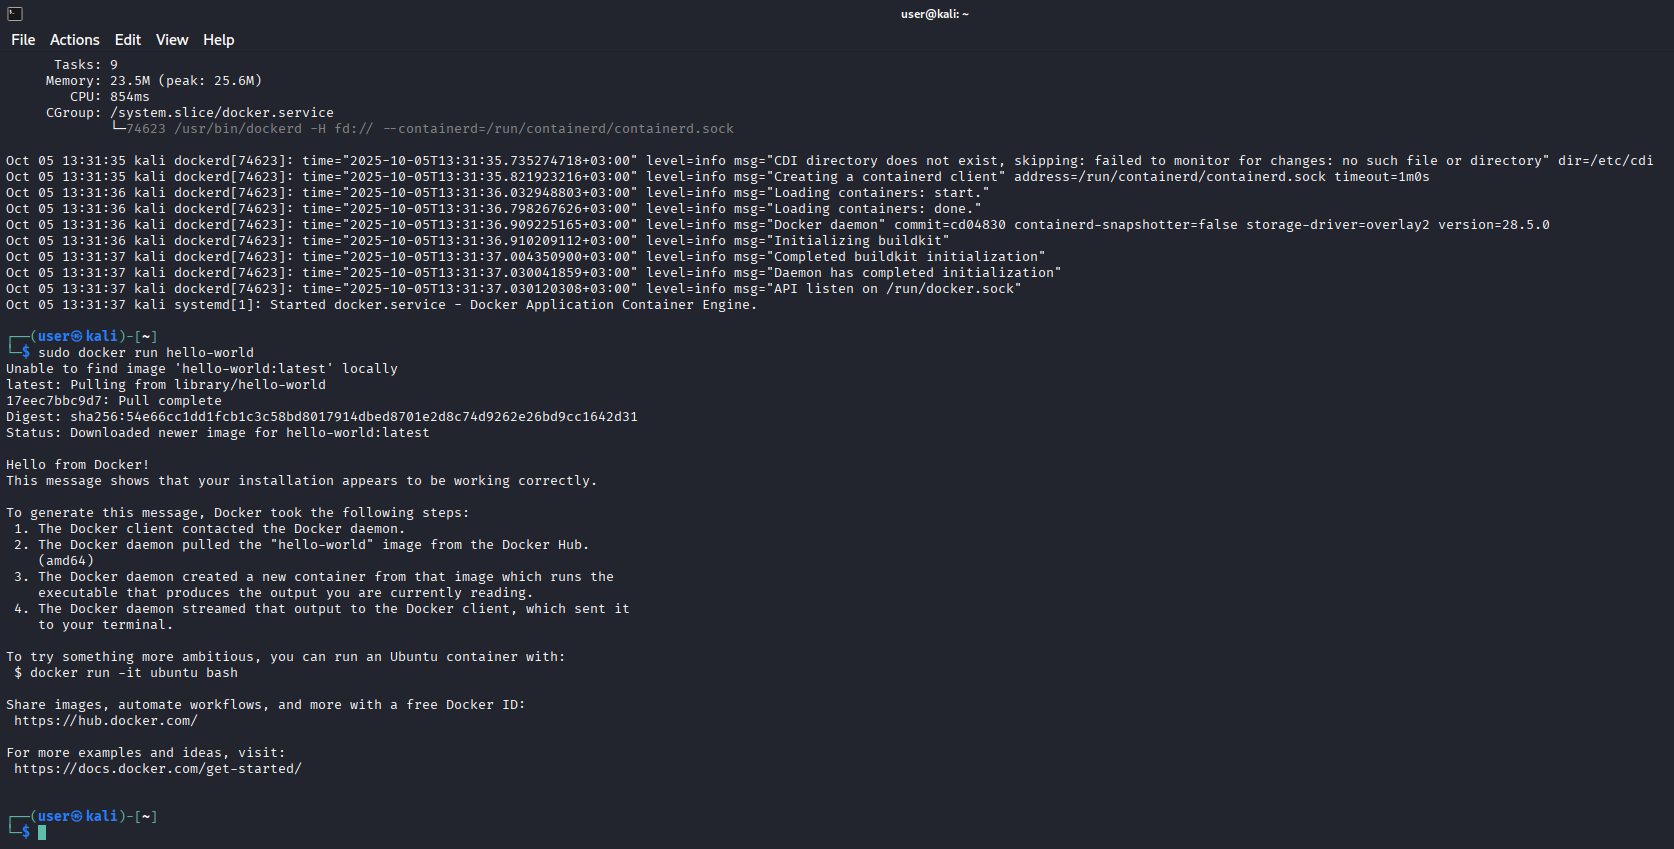 user@kali: ~
File Actions Edit View Help
Tasks: 9
Memory: 23.5M (peak: 25.6M)
CPU: 854ms
CGroup: /system.slice/docker.service
└─74623 /usr/bin/dockerd -H fd:// --containerd=/run/containerd/containerd.sock
Oct 05 13:31:35 kali dockerd[74623]: time="2025-10-05T13:31:35.735274718+03:00" level=info msg="CDI directory does not exist, skipping: failed to monitor for changes: no such file or directory" dir=/etc/cdi
Oct 05 13:31:35 kali dockerd[74623]: time="2025-10-05T13:31:35.821923216+03:00" level=info msg="Creating a containerd client" address=/run/containerd/containerd.sock timeout=1m0s
Oct 05 13:31:36 kali dockerd[74623]: time="2025-10-05T13:31:36.032948803+03:00" level=info msg="Loading containers: start."
Oct 05 13:31:36 kali dockerd[74623]: time="2025-10-05T13:31:36.798267626+03:00" level=info msg="Loading containers: done."
Oct 05 13:31:36 kali dockerd[74623]: time="2025-10-05T13:31:36.909225165+03:00" level=info msg="Docker daemon" commit=cd04830 containerd-snapshotter=false storage-driver=overlay2 version=28.5.0
Oct 05 13:31:36 kali dockerd[74623]: time="2025-10-05T13:31:36.910209112+03:00" level=info msg="Initializing buildkit"
Oct 05 13:31:37 kali dockerd[74623]: time="2025-10-05T13:31:37.004350900+03:00" level=info msg="Completed buildkit initialization"
Oct 05 13:31:37 kali dockerd[74623]: time="2025-10-05T13:31:37.030041859+03:00" level=info msg="Daemon has completed initialization"
Oct 05 13:31:37 kali dockerd[74623]: time="2025-10-05T13:31:37.030120308+03:00" level=info msg="API listen on /run/docker.sock"
Oct 05 13:31:37 kali systemd[1]: Started docker.service - Docker Application Container Engine.
┌──(user㉿kali)-[~]
└─$ sudo docker run hello-world
Unable to find image 'hello-world:latest' locally
latest: Pulling from library/hello-world
17eec7bbc9d7: Pull complete
Digest: sha256:54e66cc1dd1fcb1c3c58bd8017914dbed8701e2d8c74d9262e26bd9cc1642d31
Status: Downloaded newer image for hello-world:latest
Hello from Docker!
This message shows that your installation appears to be working correctly.
To generate this message, Docker took the following steps:
1. The Docker client contacted the Docker daemon.
2. The Docker daemon pulled the "hello-world" image from the Docker Hub.
(amd64)
3. The Docker daemon created a new container from that image which runs the
executable that produces the output you are currently reading.
4. The Docker daemon streamed that output to the Docker client, which sent it
to your terminal.
To try something more ambitious, you can run an Ubuntu container with:
$ docker run -it ubuntu bash
Share images, automate workflows, and more with a free Docker ID:
https://hub.docker.com/
For more examples and ideas, visit:
https://docs.docker.com/get-started/
┌──(user㉿kali)-[~]
└─$